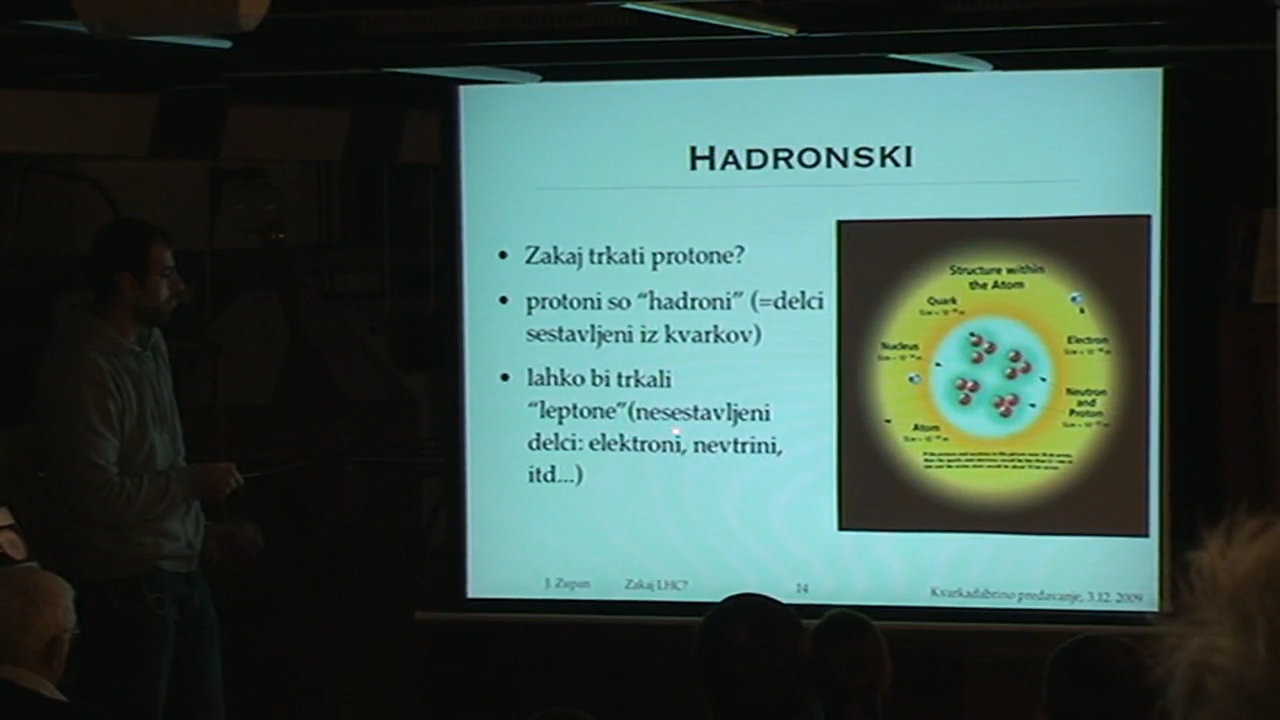 HADRONSKI
• Zakaj trkati protone?
• protoni so “hadroni” (=delci
sestavljeni iz kvarkov)
• lahko bi trkali
“leptone”(nesestavljeni
delci: elektroni, nevtrini,
itd...)
Structure within
the Atom
Quark
Nucleus
Electron
Neutron
and
Proton
Atom
J. Zupan
Zakaj LHC?
14
Kvarkadabrino predavanje, 3.12. 2009